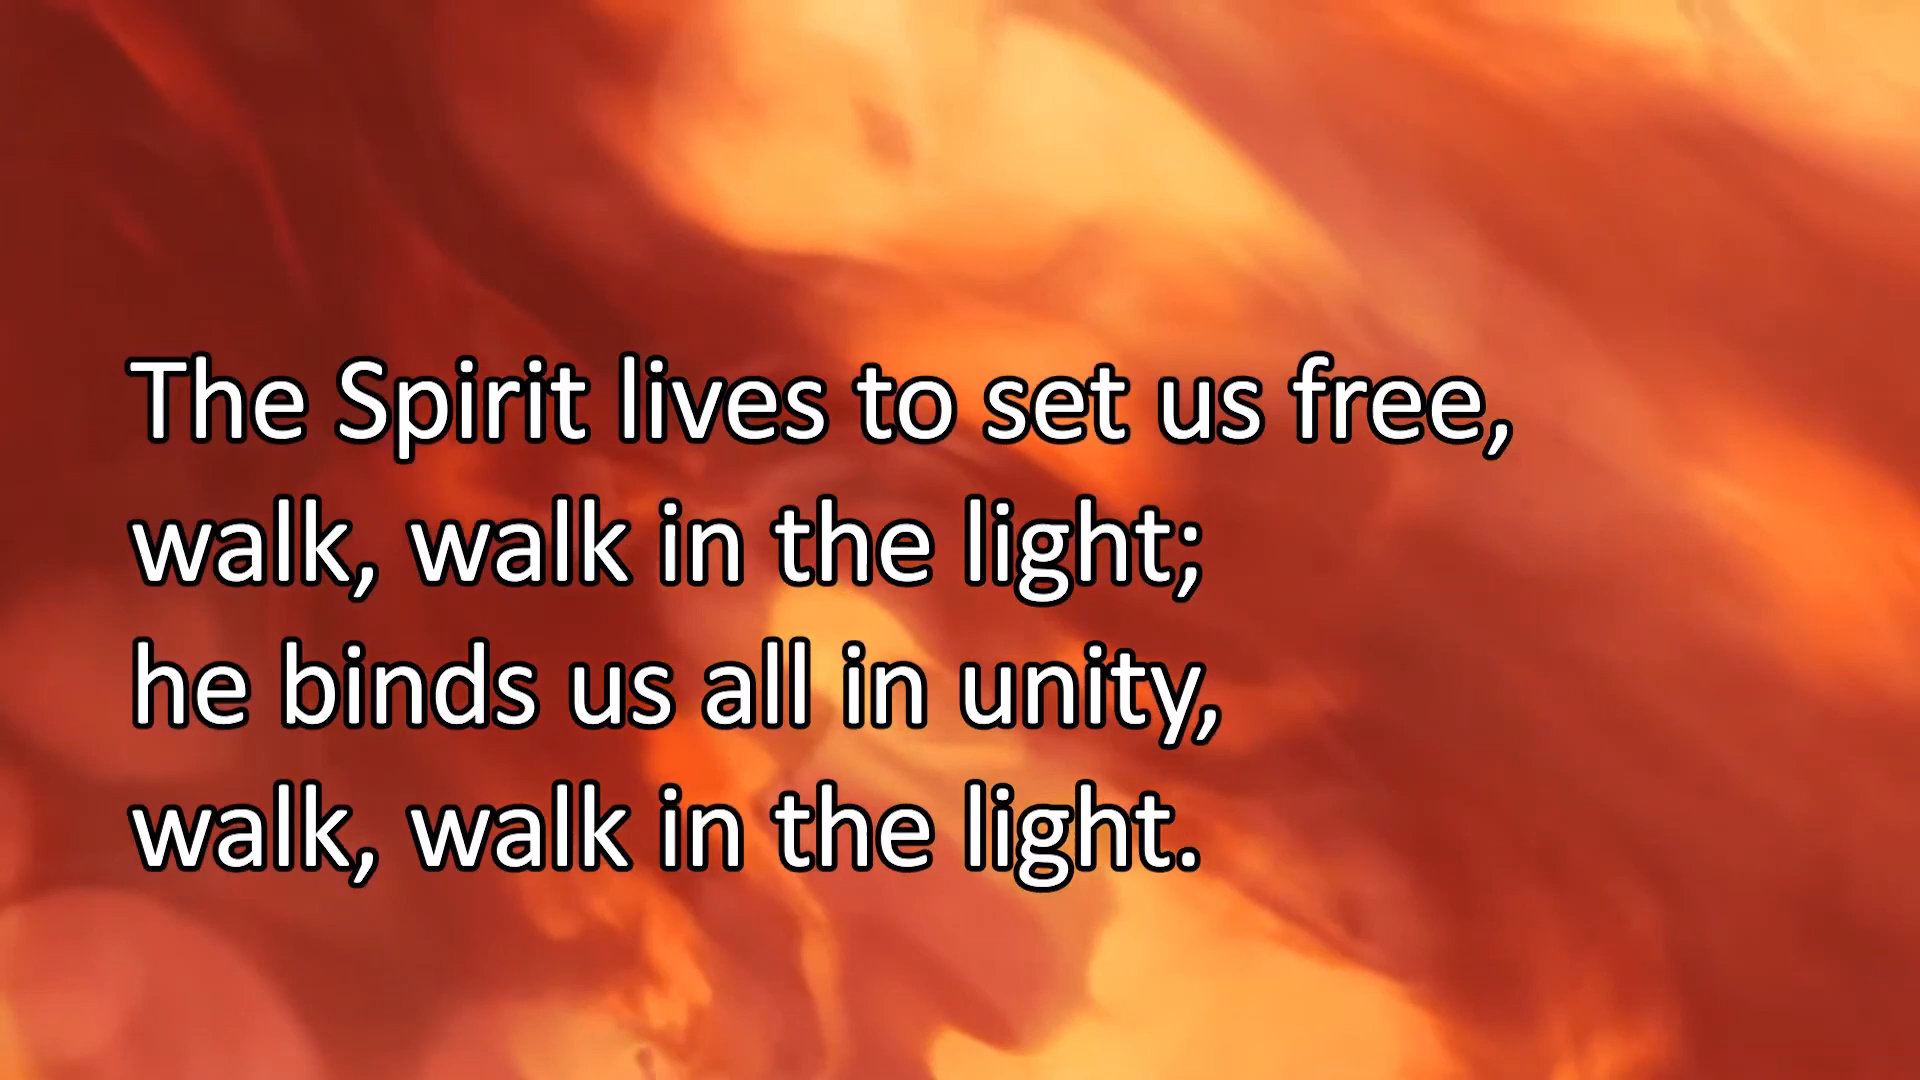 The Spirit lives to set us free,
walk, walk in the light;
he binds us all in unity,
walk, walk in the light.